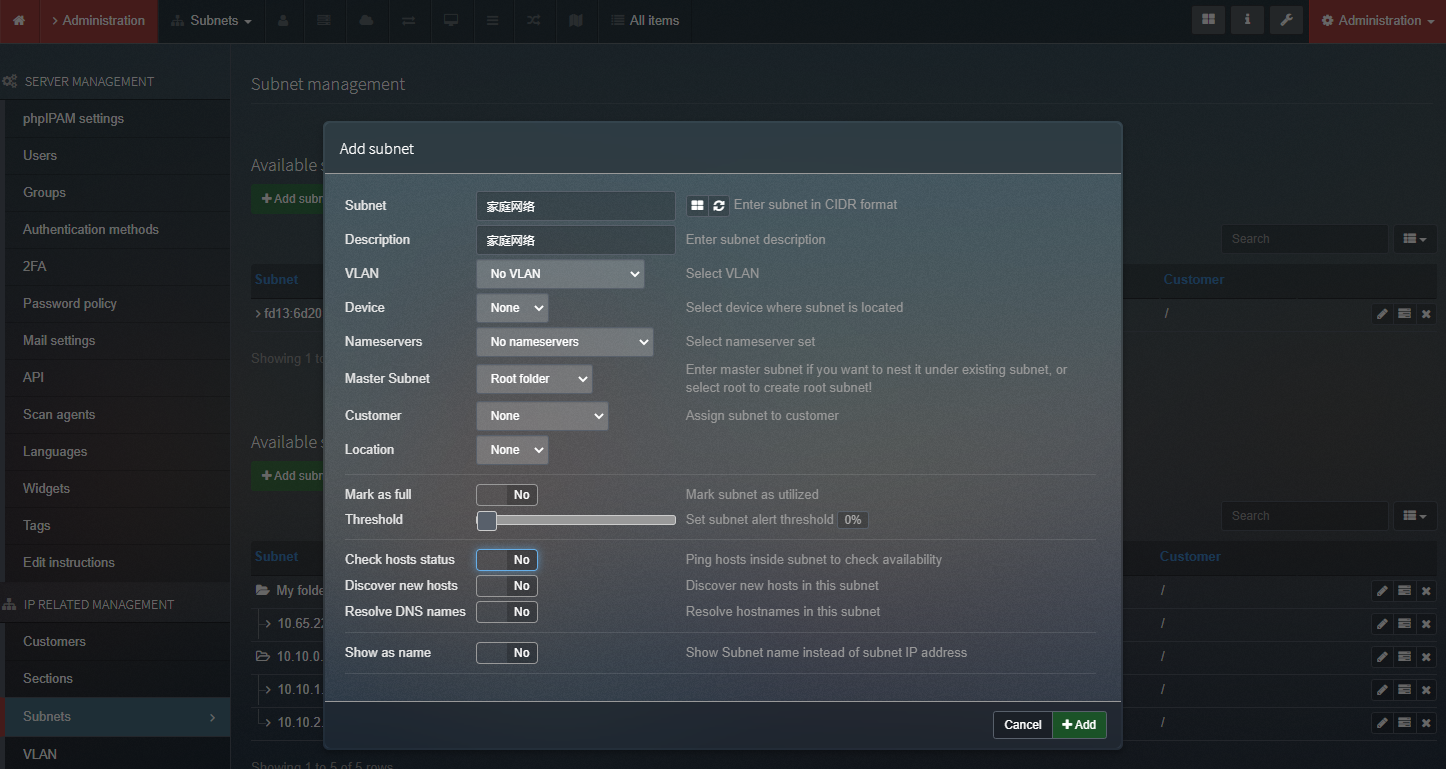 Administration
Subnets
All items
Administration
SERVER MANAGEMENT
phpIPAM settings
Users
Groups
Authentication methods
2FA
Password policy
Mail settings
API
Scan agents
Languages
Widgets
Tags
Edit instructions
IP RELATED MANAGEMENT
Customers
Sections
Subnets
VLAN
Subnet management
Available
Add subn
Search
Subnet
Customer
fd13:6d20
/
Showing 1 to
Available
Add subn
Search
Subnet
Customer
My folde
/
10.65.22
/
10.10.0.
/
10.10.1.
/
10.10.2.
/
Showing 1 to 5 of 5 rows
Add subnet
Subnet 家庭网络 Enter subnet in CIDR format
Description 家庭网络 Enter subnet description
VLAN No VLAN Select VLAN
Device None Select device where subnet is located
Nameservers No nameservers Select nameserver set
Master Subnet Root folder Enter master subnet if you want to nest it under existing subnet, or
select root to create root subnet!
Customer None Assign subnet to customer
Location None
Mark as full No Mark subnet as utilized
Threshold Set subnet alert threshold 0%
Check hosts status No Ping hosts inside subnet to check availability
Discover new hosts No Discover new hosts in this subnet
Resolve DNS names No Resolve hostnames in this subnet
Show as name No Show Subnet name instead of subnet IP address
Cancel Add